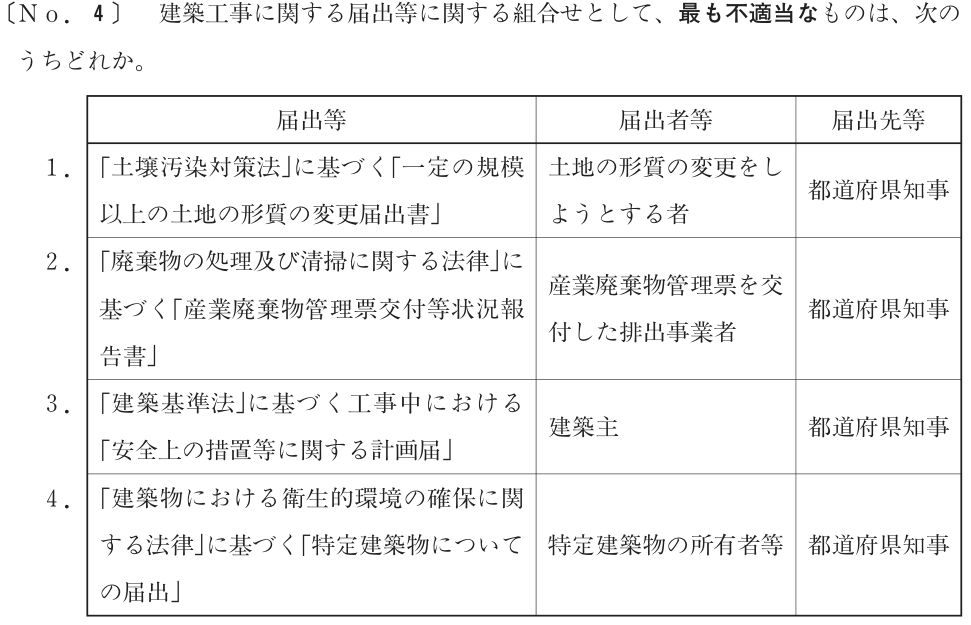 〔Ｎｏ．４〕　建築工事に関する届出等に関する組合せとして、最も不適当なものは、次の
うちどれか。
届出等　届出者等　届出先等
１．「土壌汚染対策法」に基づく「一定の規模
以上の土地の形質の変更届出書」
土地の形質の変更をし
ようとする者
都道府県知事
２．「廃棄物の処理及び清掃に関する法律」に
基づく「産業廃棄物管理票交付等状況報
告書」
産業廃棄物管理票を交
付した排出事業者
都道府県知事
３．「建築基準法」に基づく工事中における
「安全上の措置等に関する計画届」
建築主
都道府県知事
４．「建築物における衛生的環境の確保に関
する法律」に基づく「特定建築物について
の届出」
特定建築物の所有者等
都道府県知事